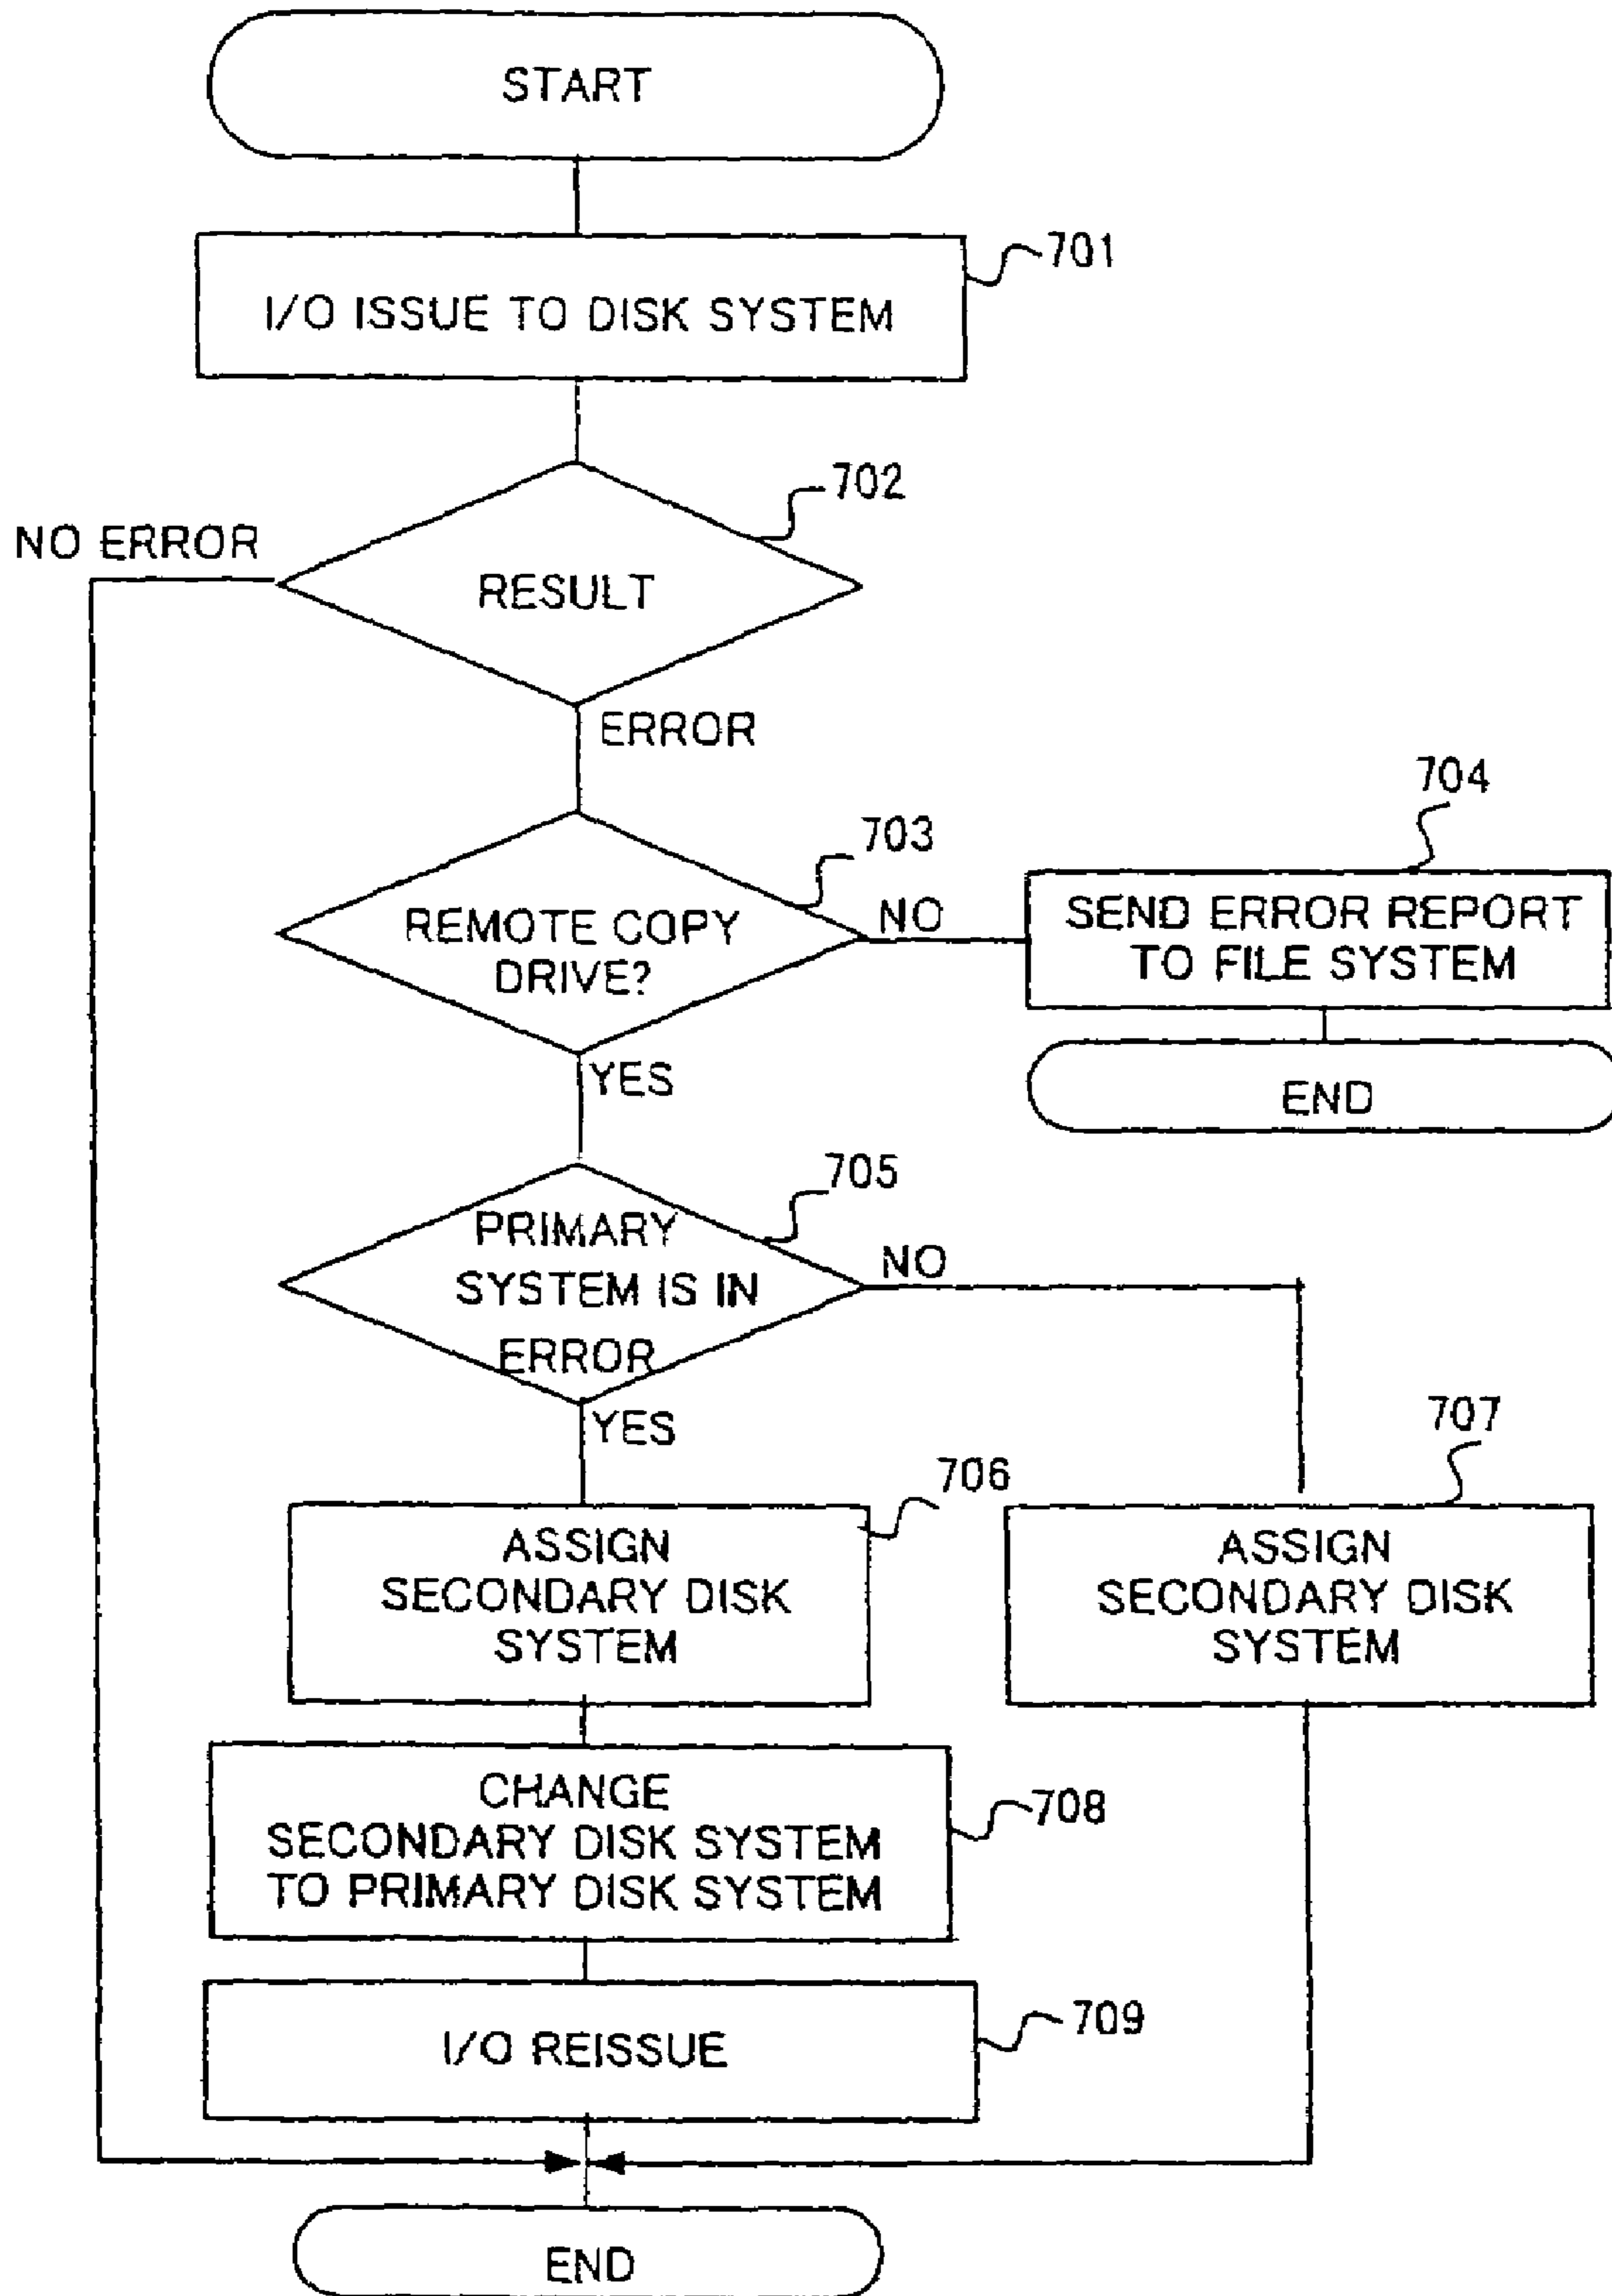 START
701
I/O ISSUE TO DISK SYSTEM
702
NO ERROR
RESULT
ERROR
703
704
REMOTE COPY
DRIVE?
NO
SEND ERROR REPORT
TO FILE SYSTEM
YES
END
705
PRIMARY
SYSTEM IS IN
ERROR
NO
YES
706
707
ASSIGN
SECONDARY DISK
SYSTEM
ASSIGN
SECONDARY DISK
SYSTEM
CHANGE
SECONDARY DISK SYSTEM
TO PRIMARY DISK SYSTEM
708
I/O REISSUE
709
END